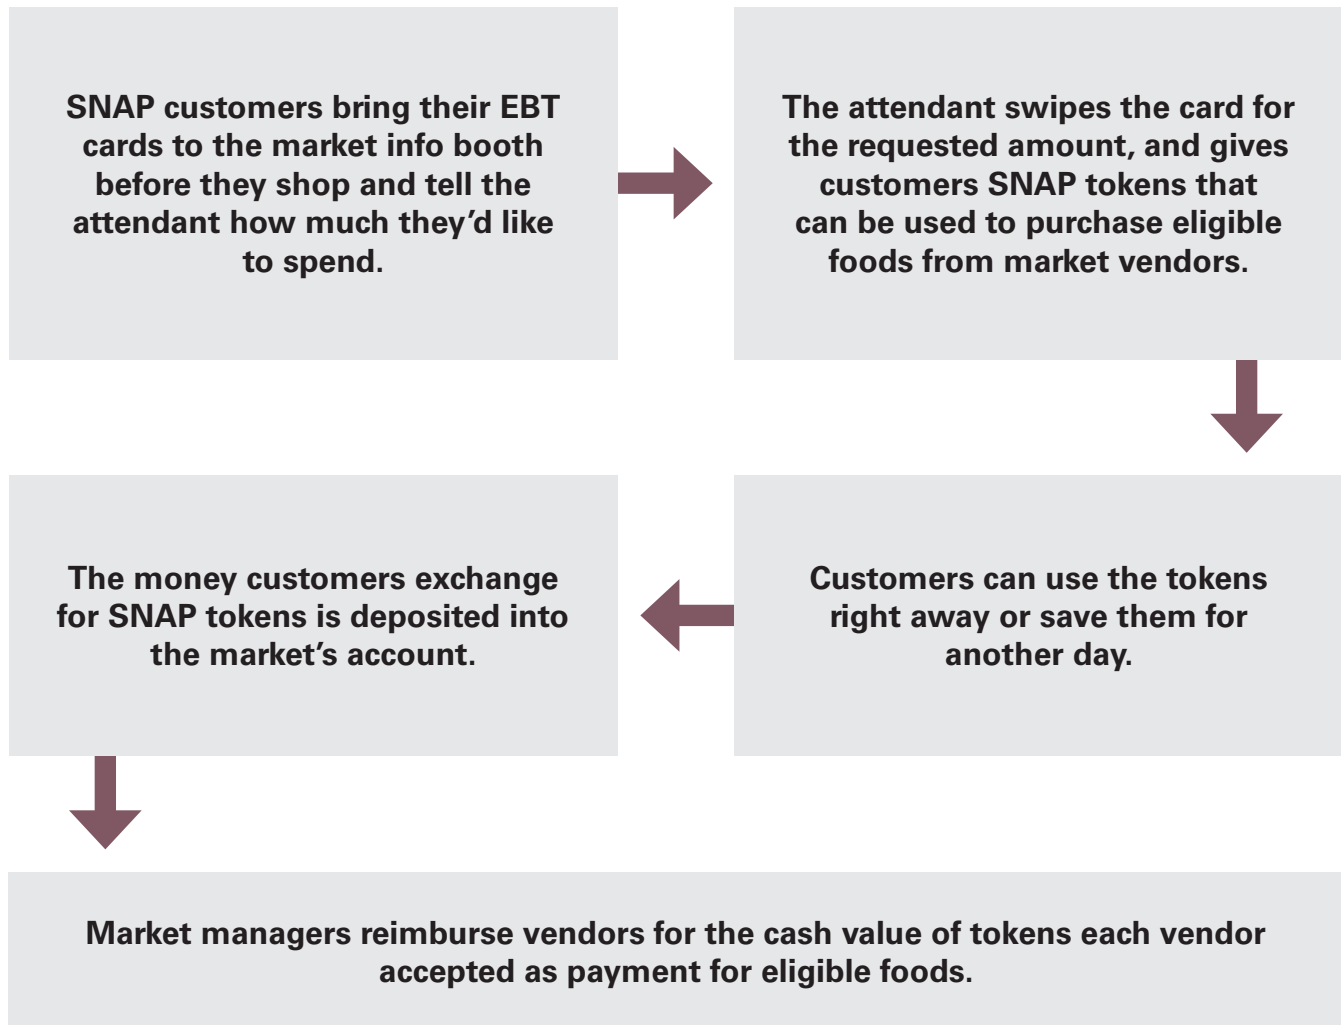 SNAP customers bring their EBT
cards to the market info booth
before they shop and tell the
attendant how much they’d like
to spend.
The attendant swipes the card for
the requested amount, and gives
customers SNAP tokens that
can be used to purchase eligible
foods from market vendors.
Customers can use the tokens
right away or save them for
another day.
The money customers exchange
for SNAP tokens is deposited into
the market’s account.
Market managers reimburse vendors for the cash value of tokens each vendor
accepted as payment for eligible foods.